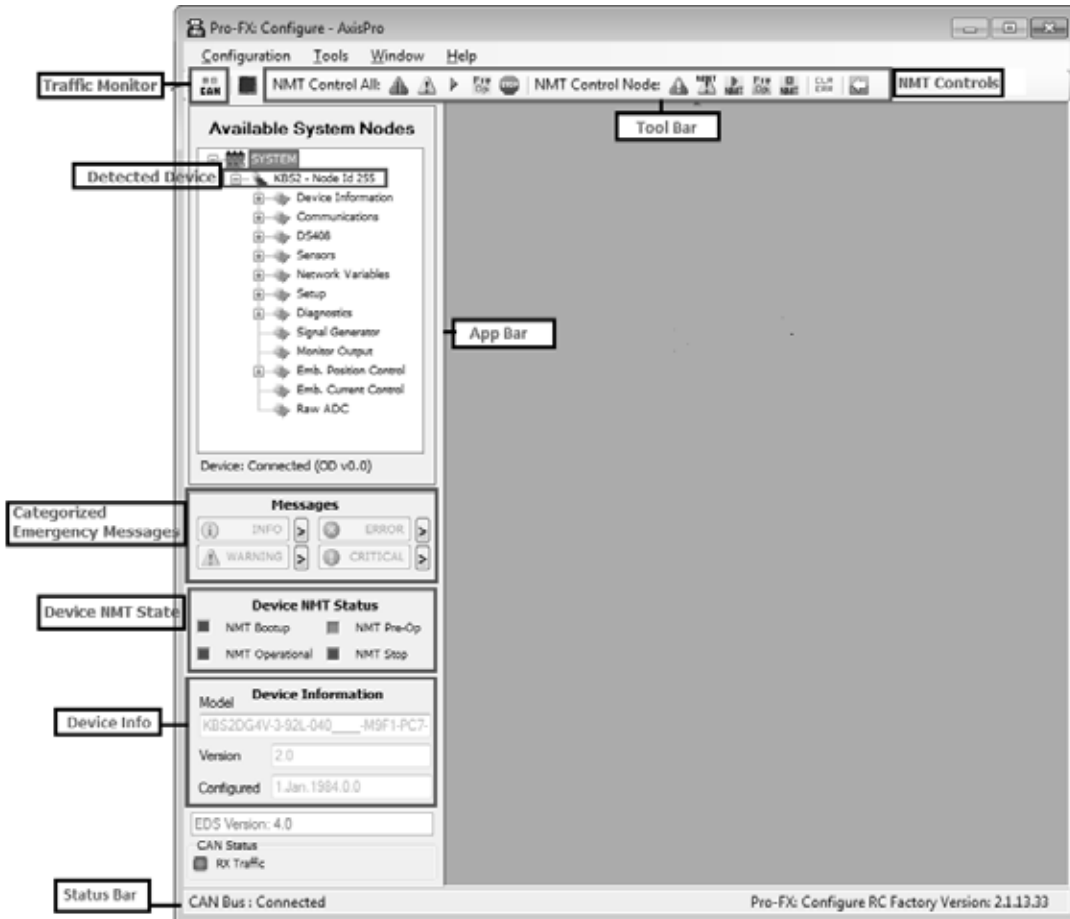 Pro-FX: Configure - AxisPro
Configuration Tools Window Help
Traffic Monitor
CAN
NMT Control All:
Pre Op
STOP
NMT Control Node:
NMT Controls
Tool Bar
Available System Nodes
SYSTEM
Detected Device
KBS2 - Node Id 255
Device Information
Communications
DS408
Sensors
Network Variables
Setup
Diagnostics
Signal Generator
App Bar
Monitor Output
Emb. Position Control
Emb. Current Control
Raw ADC
Device: Connected (OD v0.0)
Categorized
Emergency Messages
Messages
INFO > ERROR >
WARNING > CRITICAL >
Device NMT State
Device NMT Status
NMT Bootup NMT Pre-Op
NMT Operational NMT Stop
Device Information
Model
Device Info
KBS2DG4V-3-92L-040____-M9F1-PC7-
Version 2.0
Configured 1.Jan.1984.0.0
EDS Version: 4.0
CAN Status
RX Traffic
Status Bar
CAN Bus : Connected
Pro-FX: Configure RC Factory Version: 2.1.13.33